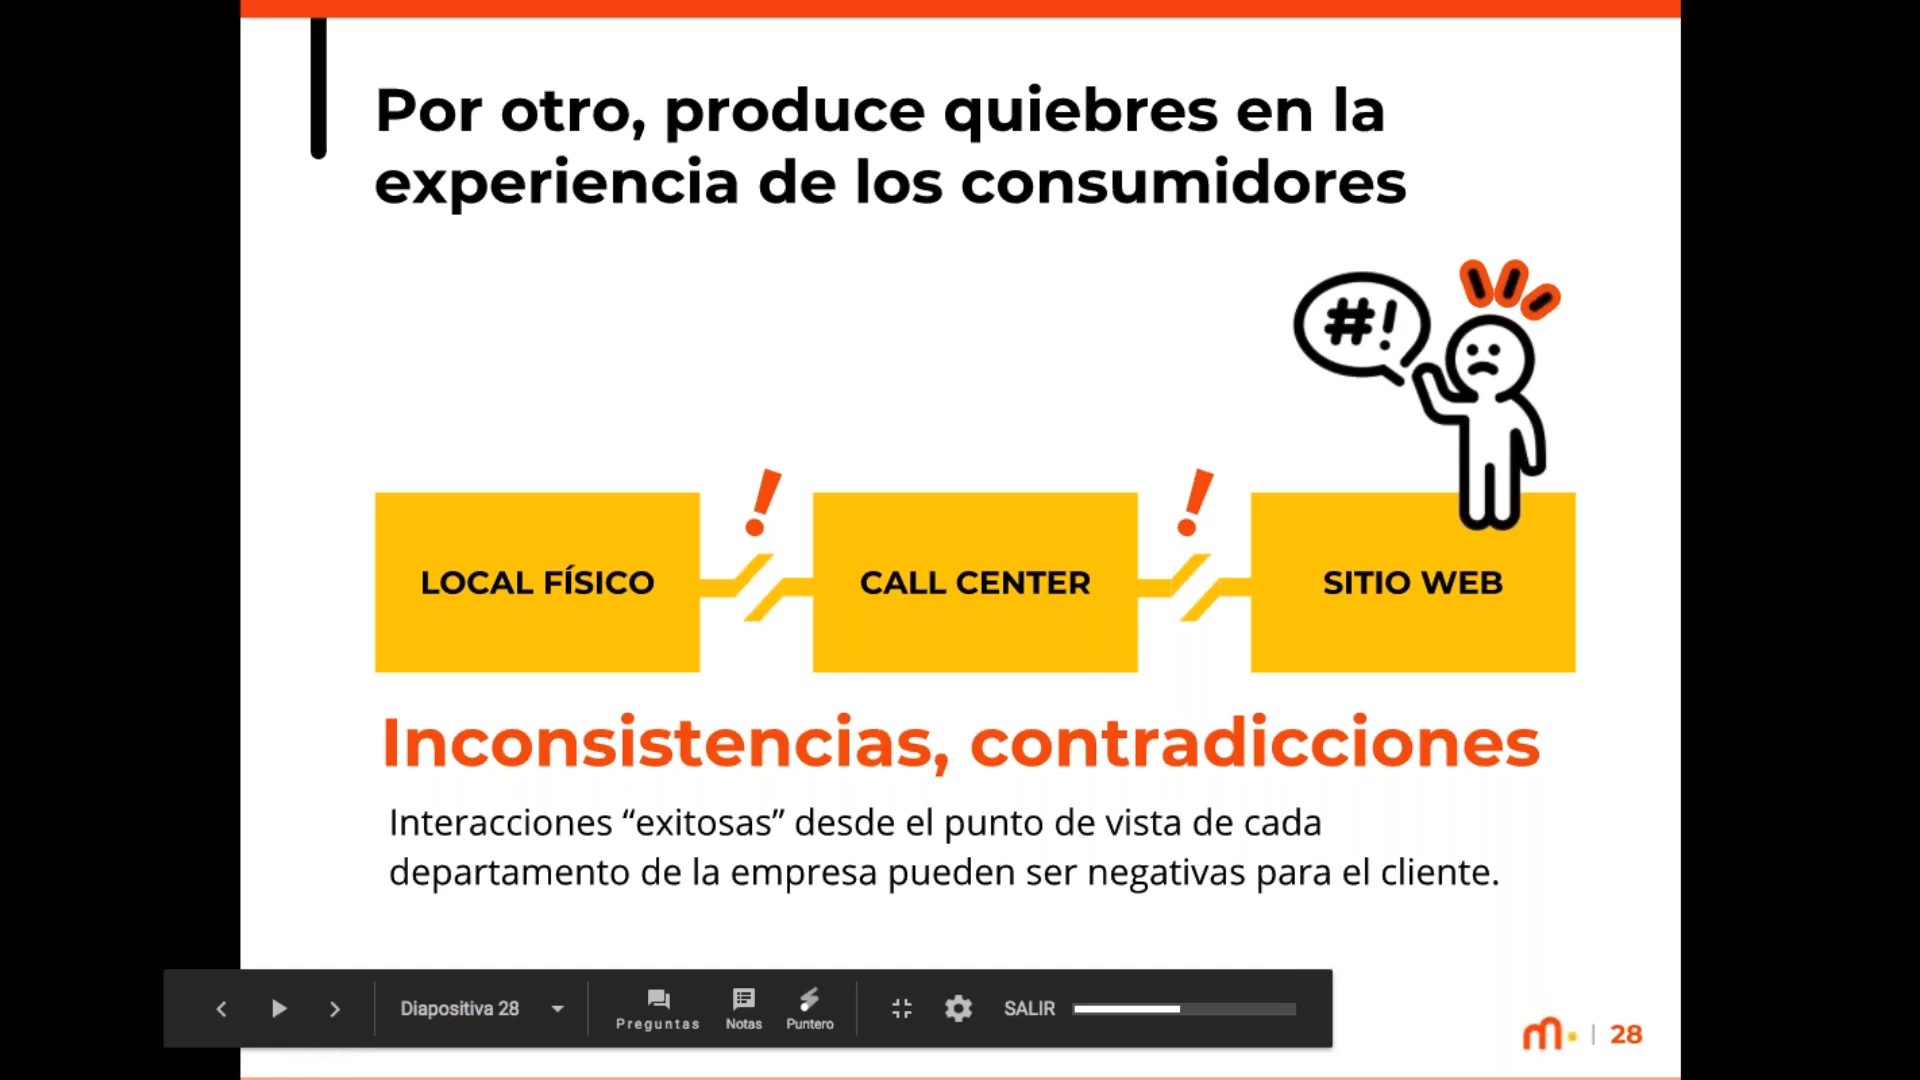 Por otro, produce quiebres en la
experiencia de los consumidores
#!
! !
LOCAL FÍSICO CALL CENTER SITIO WEB
Inconsistencias, contradicciones
Interacciones “exitosas” desde el punto de vista de cada
departamento de la empresa pueden ser negativas para el cliente.
Diapositiva 28 Preguntas Notas Puntero SALIR
m. | 28